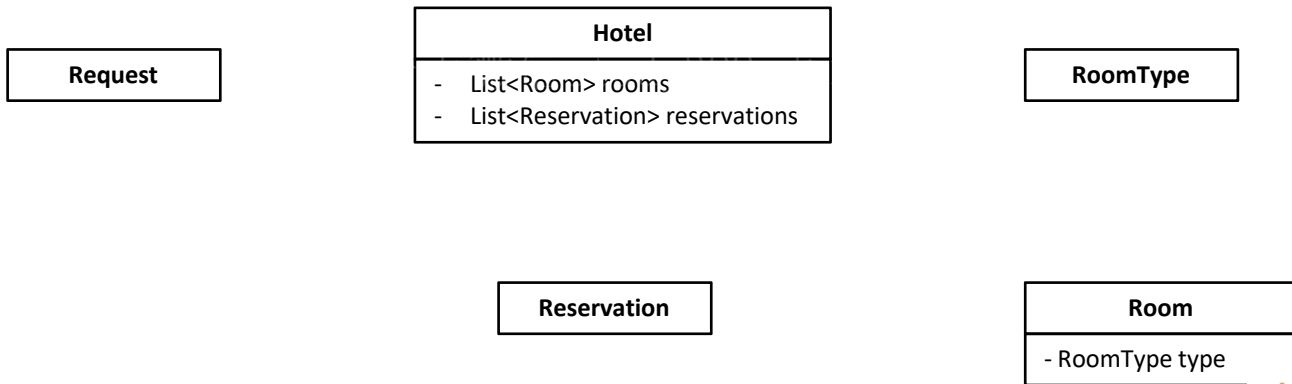 Hotel
Request
RoomType
- List<Room> rooms
- List<Reservation> reservations
Reservation
Room
- RoomType type